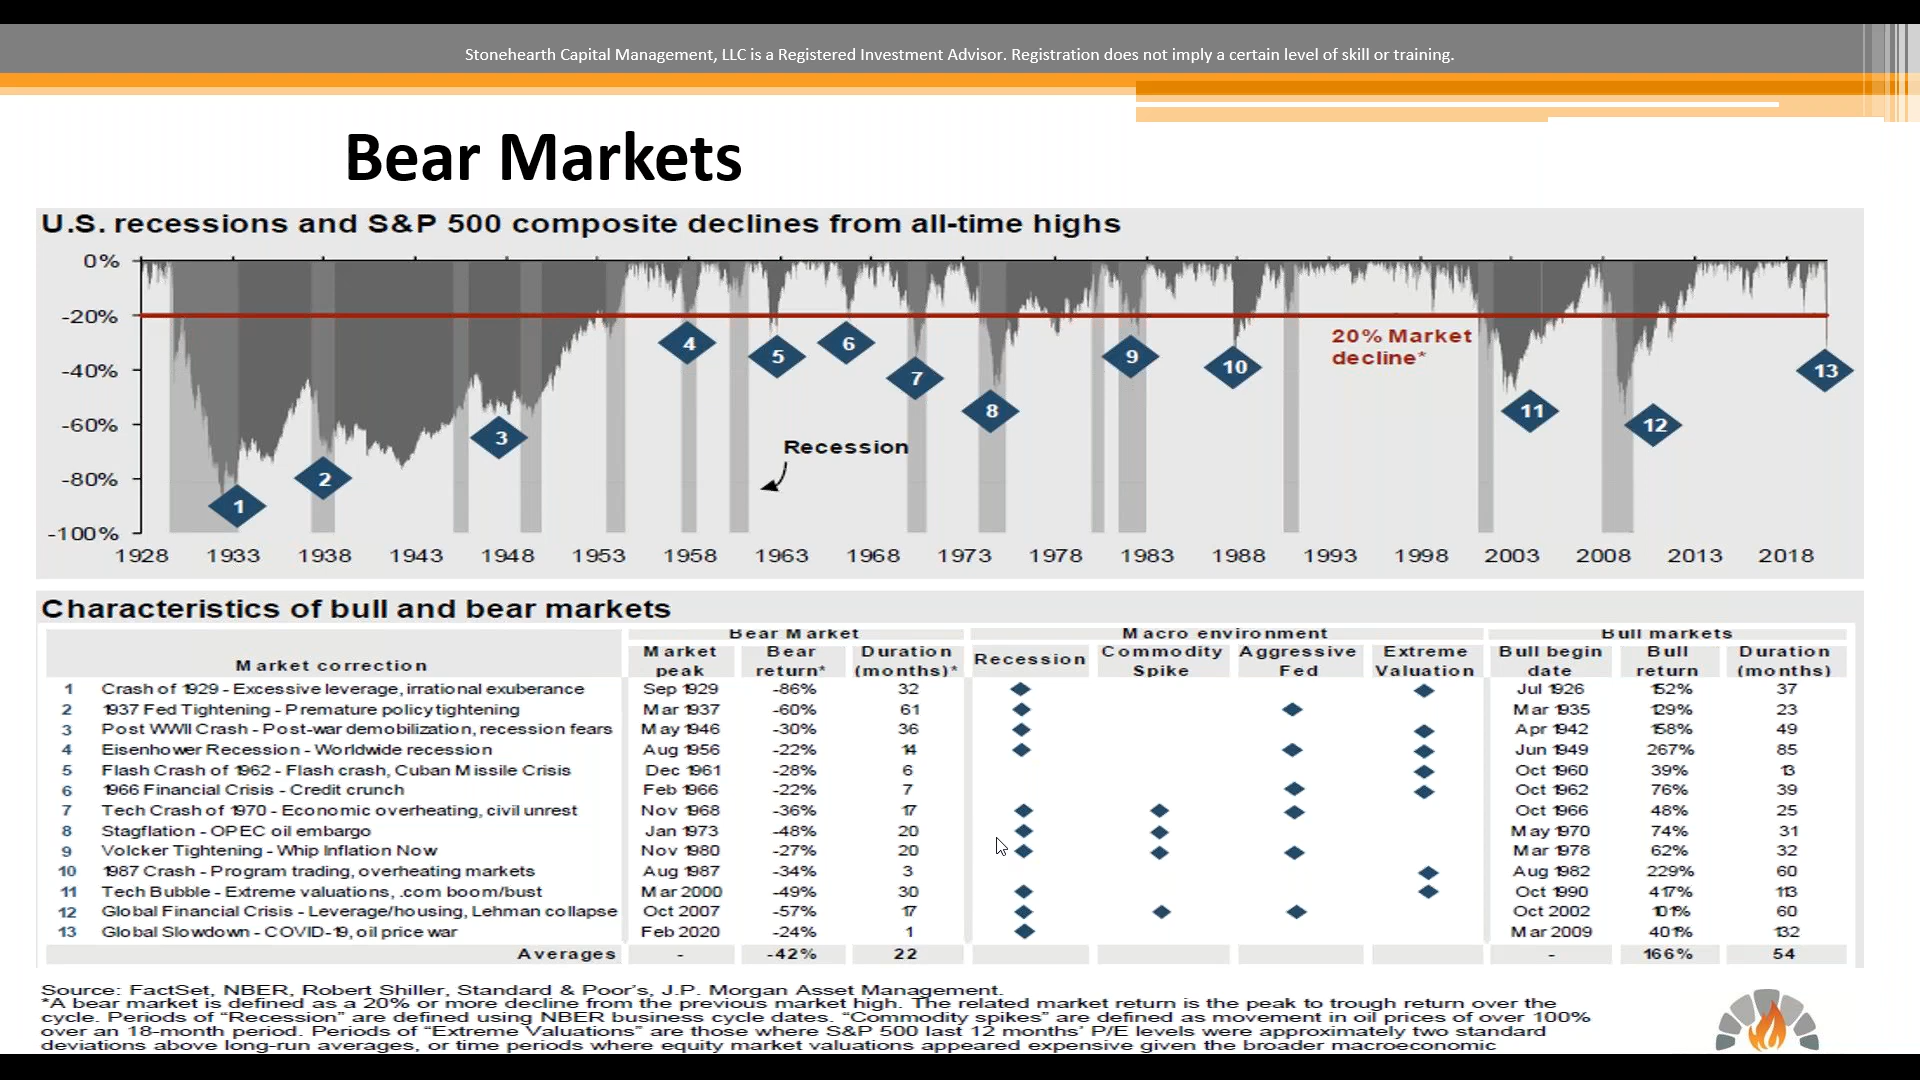 Stonehearth Capital Management, LLC is a Registered Investment Advisor. Registration does not imply a certain level of skill or training.
Bear Markets
U.S. recessions and S&P 500 composite declines from all-time highs
0%
-20%
-40%
-60%
-80%
-100%
1 2 3 4 5 6 7 8 9 10 11 12 13
20% Market
decline*
Recession
1928 1933 1938 1943 1948 1953 1958 1963 1968 1973 1978 1983 1988 1993 1998 2003 2008 2013 2018
Characteristics of bull and bear markets
Bear Market Macro environment Bull markets
Market correction Market peak Bear return* Duration (months)* Recession Commodity Spike Aggressive Fed Extreme Valuation Bull begin date Bull return Duration (months)
1 Crash of 1929 - Excessive leverage, irrational exuberance Sep 1929 -86% 32 Jul 1926 152% 37
2 1937 Fed Tightening - Premature policy tightening Mar 1937 -60% 61 Mar 1935 129% 23
3 Post WWII Crash - Post-war demobilization, recession fears May 1946 -30% 36 Apr 1942 158% 49
4 Eisenhower Recession - Worldwide recession Aug 1956 -22% 14 Jun 1949 267% 85
5 Flash Crash of 1962 - Flash crash, Cuban Missile Crisis Dec 1961 -28% 6 Oct 1960 39% 13
6 1966 Financial Crisis - Credit crunch Feb 1966 -22% 7 Oct 1962 76% 39
7 Tech Crash of 1970 - Economic overheating, civil unrest Nov 1968 -36% 17 Oct 1966 48% 25
8 Stagflation - OPEC oil embargo Jan 1973 -48% 20 May 1970 74% 31
9 Volcker Tightening - Whip Inflation Now Nov 1980 -27% 20 Mar 1978 62% 32
10 1987 Crash - Program trading, overheating markets Aug 1987 -34% 3 Aug 1982 229% 60
11 Tech Bubble - Extreme valuations, .com boom/bust Mar 2000 -49% 30 Oct 1990 417% 113
12 Global Financial Crisis - Leverage/housing, Lehman collapse Oct 2007 -57% 17 Oct 2002 101% 60
13 Global Slowdown - COVID-19, oil price war Feb 2020 -24% 1 Mar 2009 401% 132
Averages - -42% 22 - 166% 54
Source: FactSet, NBER, Robert Shiller, Standard & Poor's, J.P. Morgan Asset Management.
*A bear market is defined as a 20% or more decline from the previous market high. The related market return is the peak to trough return over the
cycle. Periods of "Recession" are defined using NBER business cycle dates. "Commodity spikes" are defined as movement in oil prices of over 100%
over an 18-month period. Periods of "Extreme Valuations" are those where S&P 500 last 12 months' P/E levels were approximately two standard
deviations above long-run averages, or time periods where equity market valuations appeared expensive given the broader macroeconomic